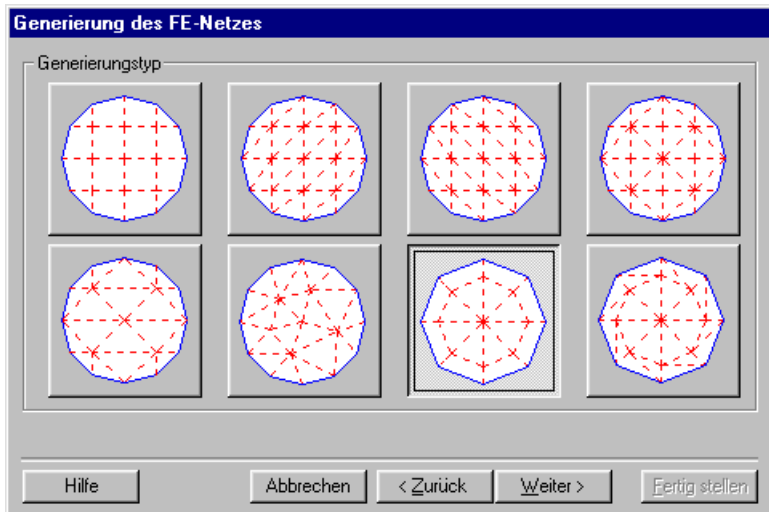 Generierung des FE-Netzes
Generierungstyp
Hilfe
Abbrechen
< Zurück
Weiter >
Fertig stellen